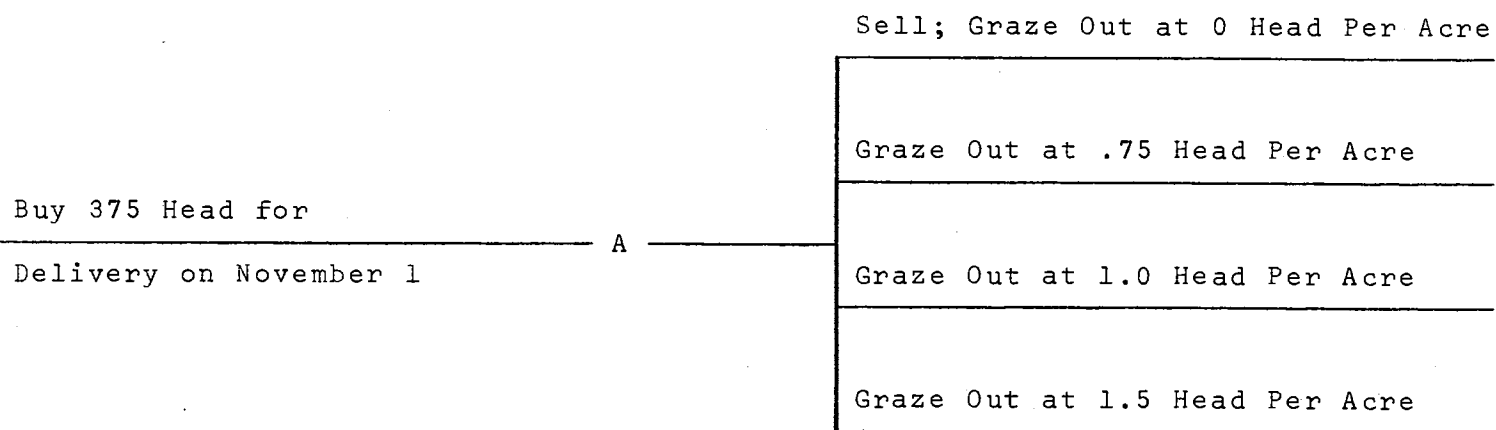 Sell; Graze Out at 0 Head Per Acre
Graze Out at .75 Head Per Acre
Buy 375 Head for
A
Delivery on November 1
Graze Out at 1.0 Head Per Acre
Graze Out at 1.5 Head Per Acre